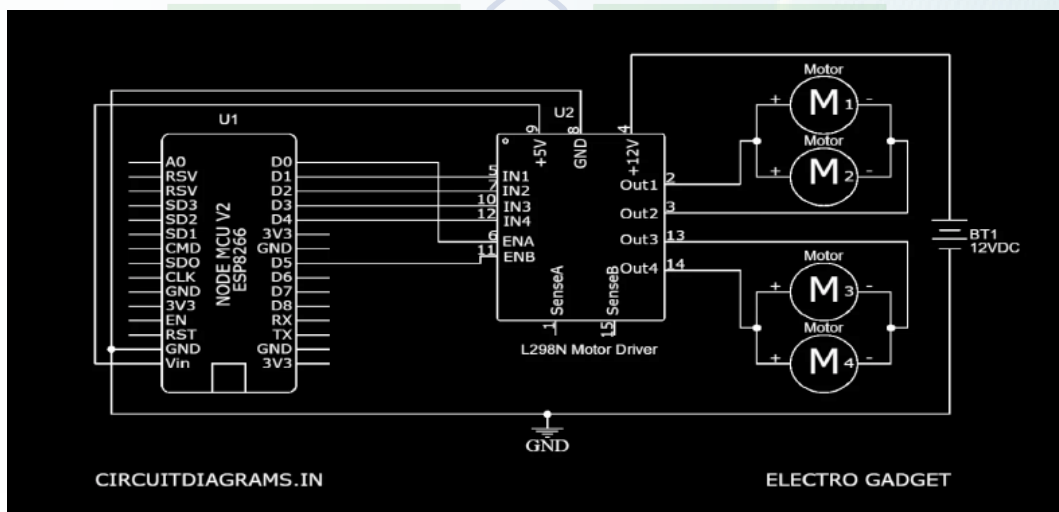 U1
A0
RSV
RSV
SD3
SD2
SD1
CMD
SDO
CLK
GND
3V3
EN
RST
GND
Vin
NODE MCU V2
ESP8266
D0
D1
D2
D3
D4
3V3
GND
D5
D6
D7
D8
RX
TX
GND
3V3
U2
9
8
4
+5V
GND
+12V
5
IN1
7
IN2
10
IN3
12
IN4
6
ENA
11
ENB
Out1
2
Out2
3
Out3
13
Out4
14
SenseA
SenseB
1
15
L298N Motor Driver
Motor
+ M1 -
Motor
+ M2 -
Motor
+ M3 -
Motor
+ M4 -
BT1
12VDC
GND
CIRCUITDIAGRAMS.IN
ELECTRO GADGET